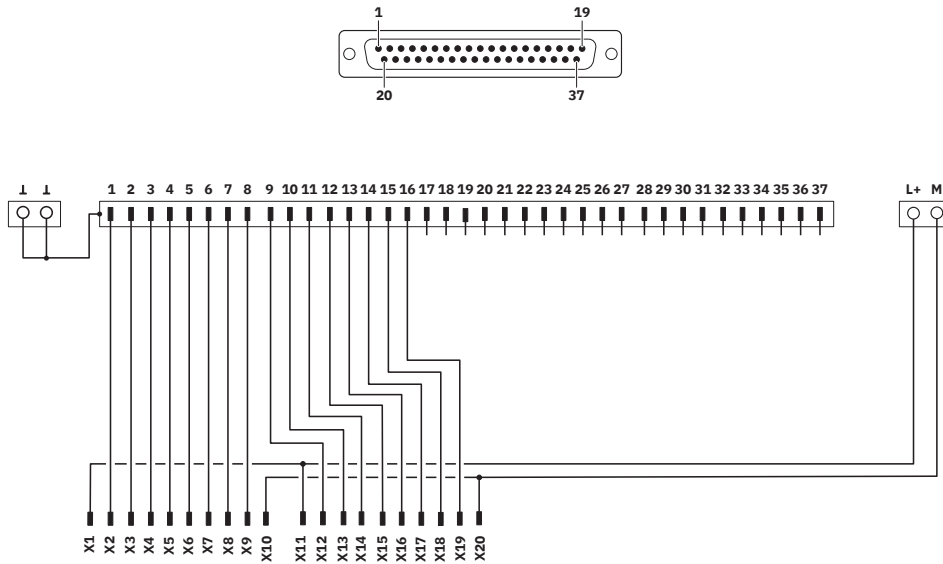 1 19
20 37
⊥ ⊥ 1 2 3 4 5 6 7 8 9 10 11 12 13 14 15 16 17 18 19 20 21 22 23 24 25 26 27 28 29 30 31 32 33 34 35 36 37 L+ M
X1 X2 X3 X4 X5 X6 X7 X8 X9 X10 X11 X12 X13 X14 X15 X16 X17 X18 X19 X20